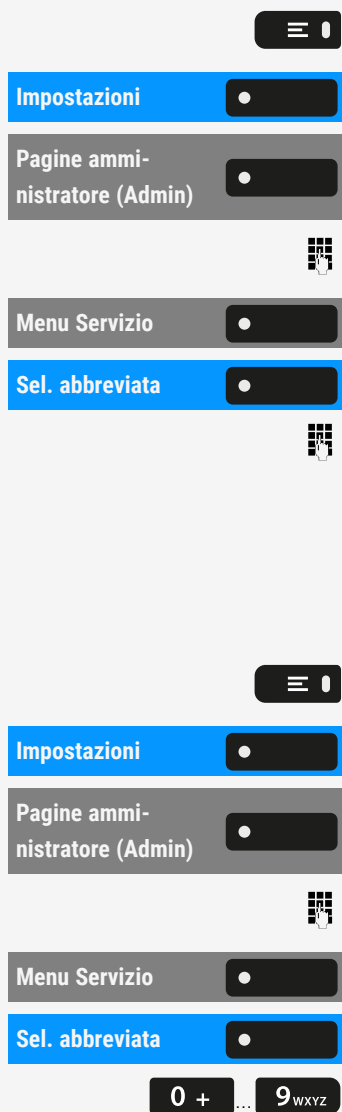 Impostazioni
Pagine ammi-
nistratore (Admin)
Menu Servizio
Sel. abbreviata
Impostazioni
Pagine ammi-
nistratore (Admin)
Menu Servizio
Sel. abbreviata
0 + ... 9 WXYZ